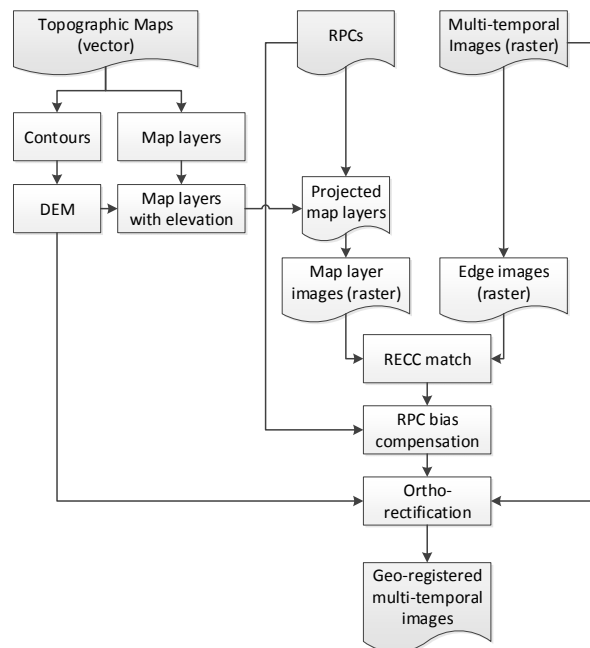 Topographic Maps
(vector)
RPCs
Multi-temporal
Images (raster)
Contours
Map layers
DEM
Map layers
with elevation
Projected
map layers
Map layer
images (raster)
Edge images
(raster)
RECC match
RPC bias
compensation
Ortho-
rectification
Geo-registered
multi-temporal
images